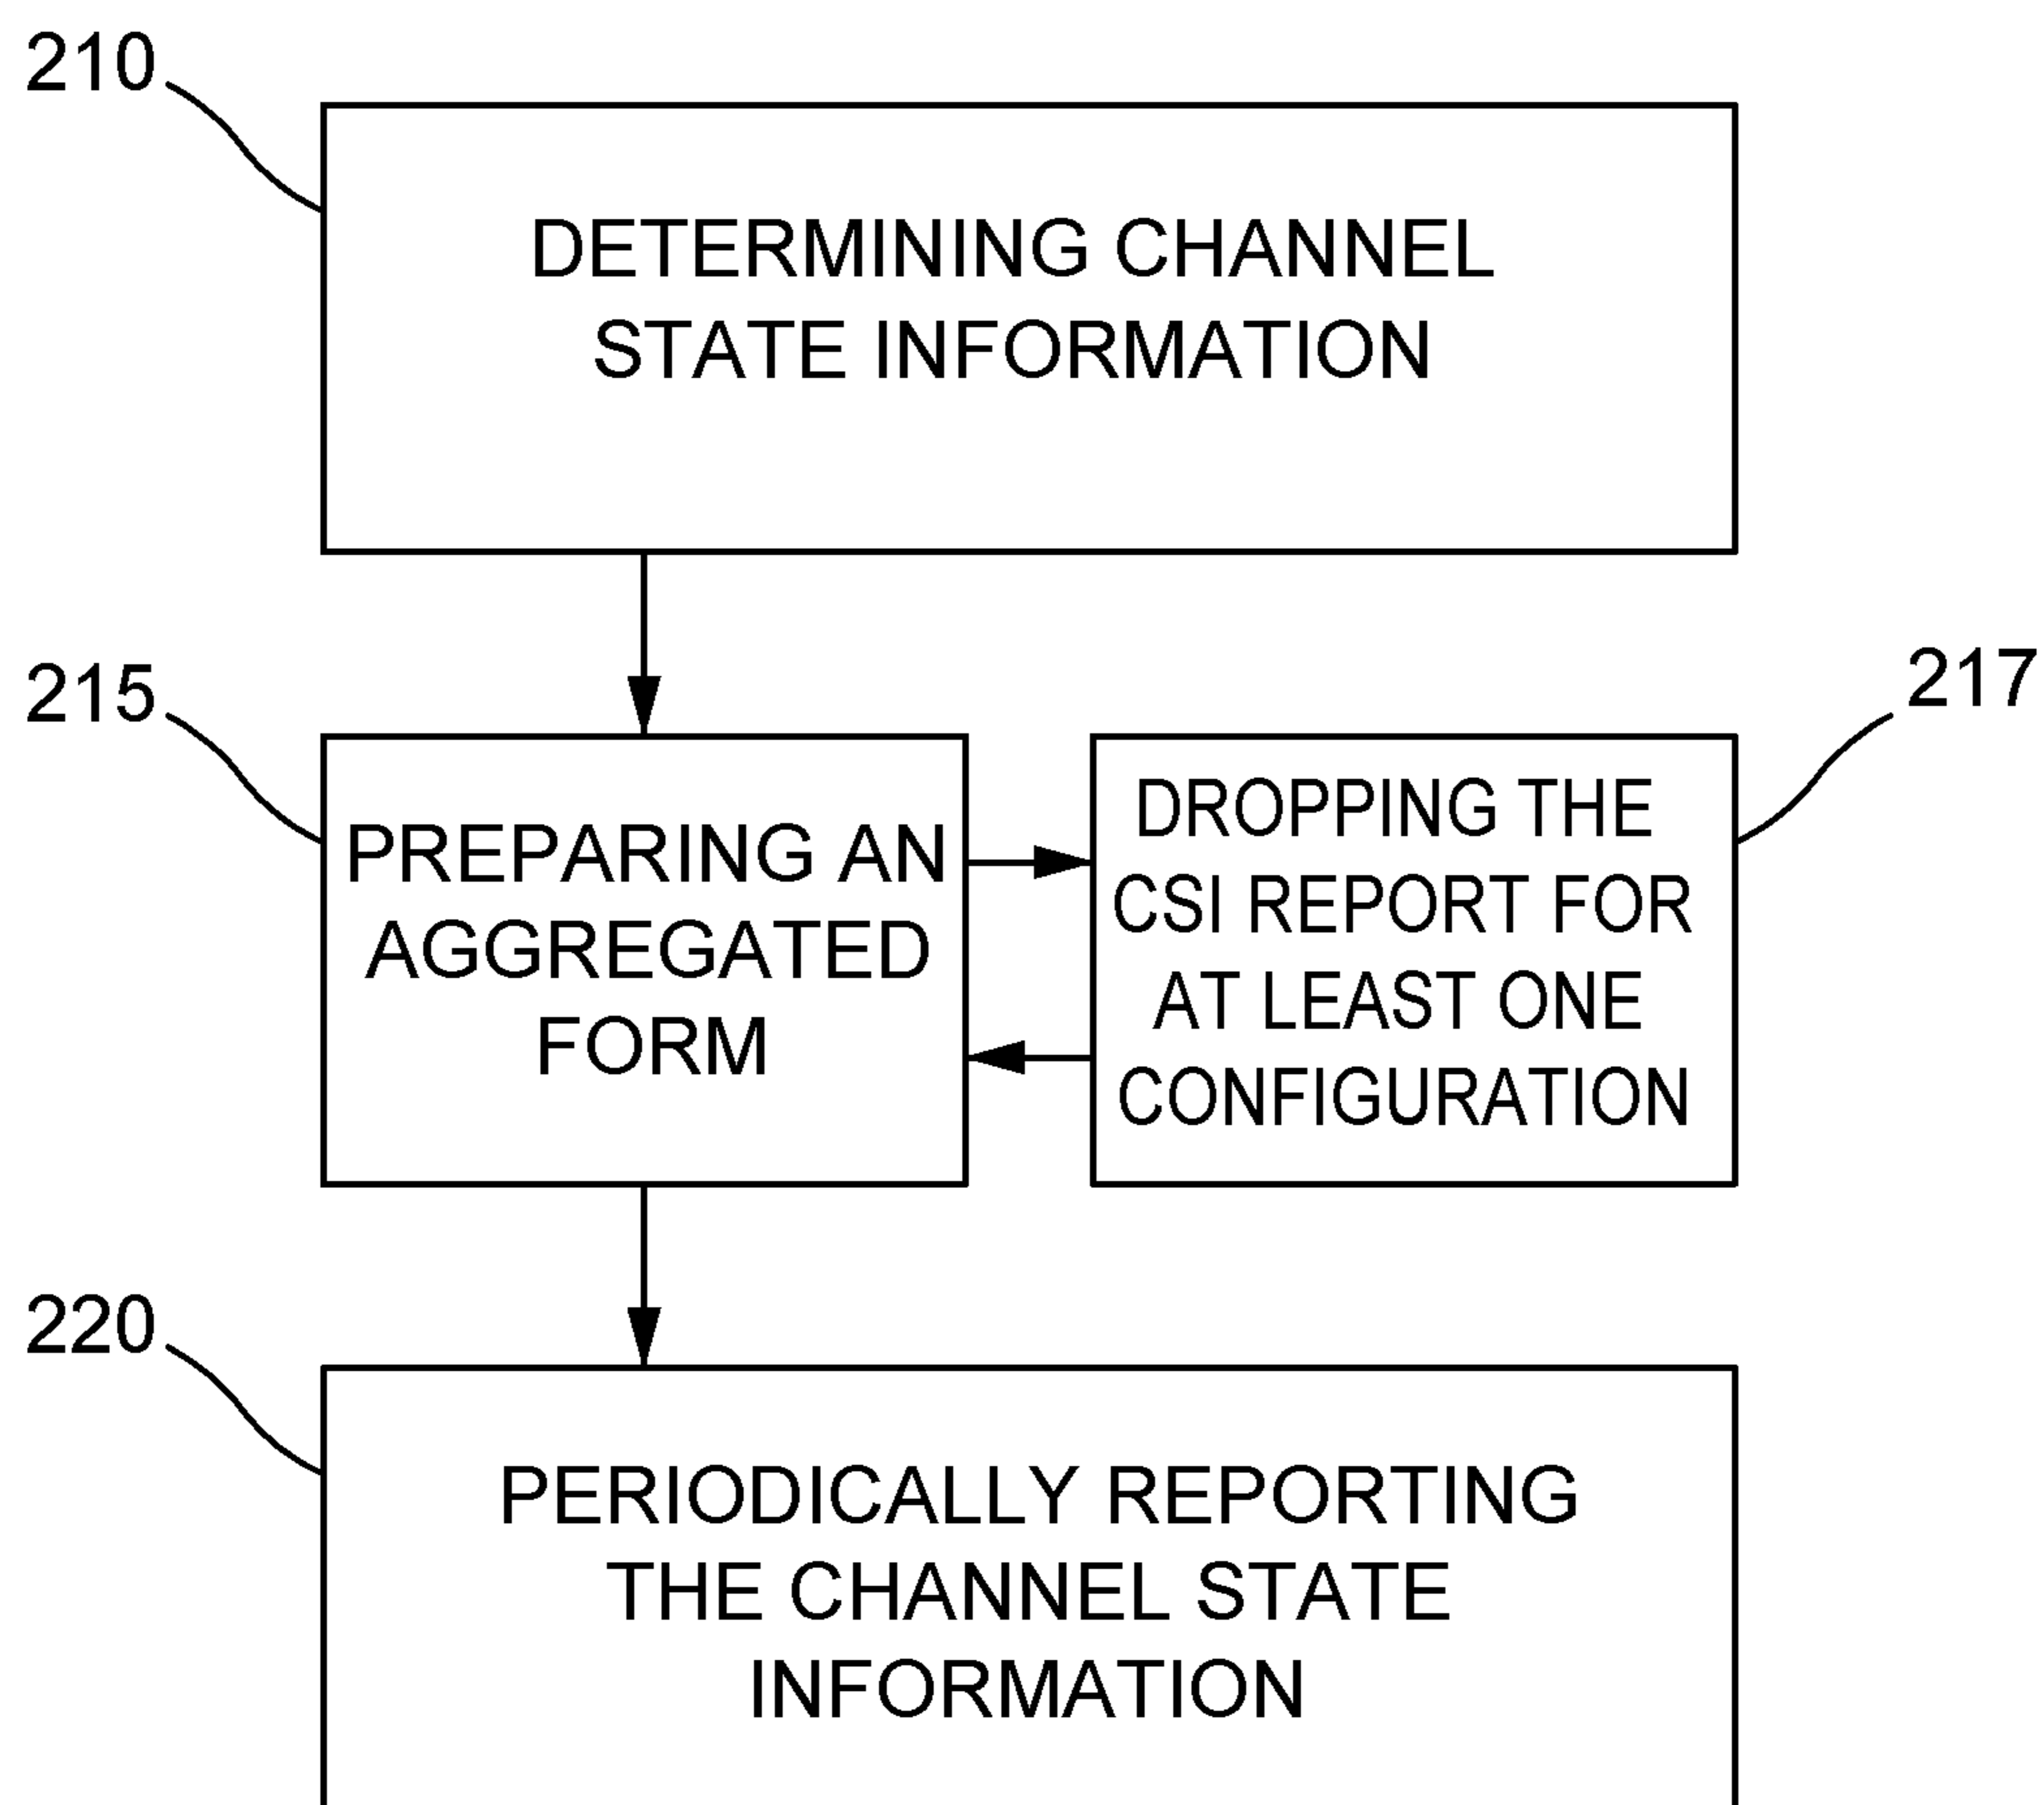 210
DETERMINING CHANNEL
STATE INFORMATION
215
PREPARING AN
AGGREGATED
FORM
217
DROPPING THE
CSI REPORT FOR
AT LEAST ONE
CONFIGURATION
220
PERIODICALLY REPORTING
THE CHANNEL STATE
INFORMATION